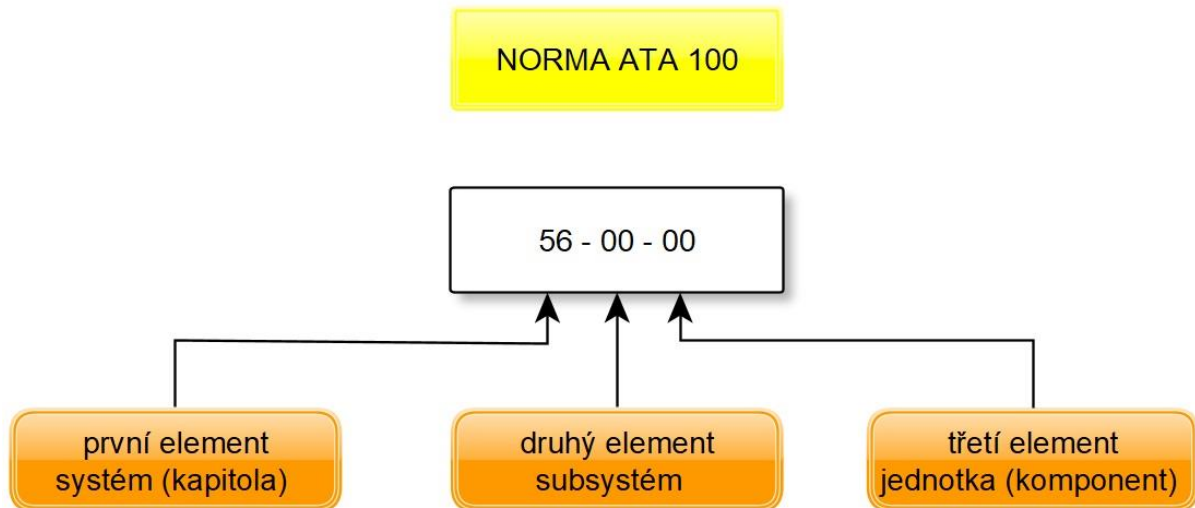 NORMA ATA 100
56 - 00 - 00
první element
systém (kapitola)
druhý element
subsystém
třetí element
jednotka (komponent)